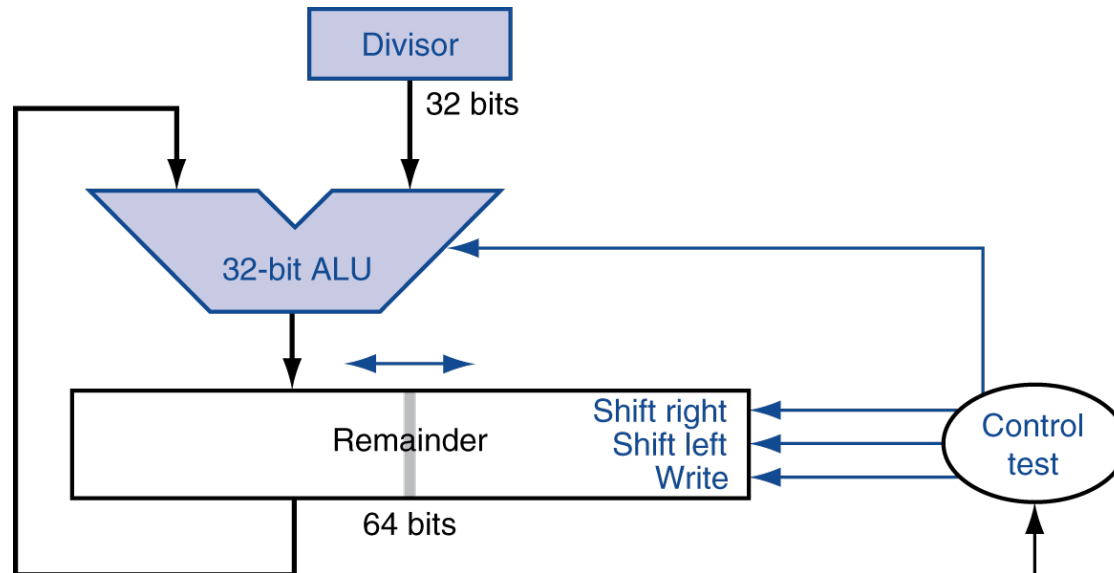 Divisor
32 bits
32-bit ALU
Shift right
Remainder
Shift left
Write
64 bits
Control
test